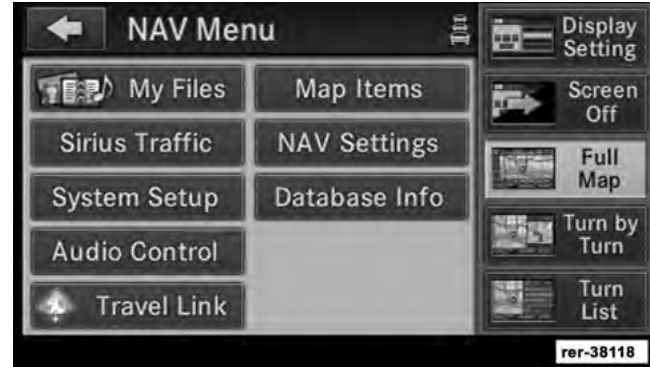 NAV Menu
My Files
Map Items
Sirius Traffic
NAV Settings
System Setup
Database Info
Audio Control
Travel Link
Display
Setting
Screen
Off
Full
Map
Turn by
Turn
Turn
List
rer-38118